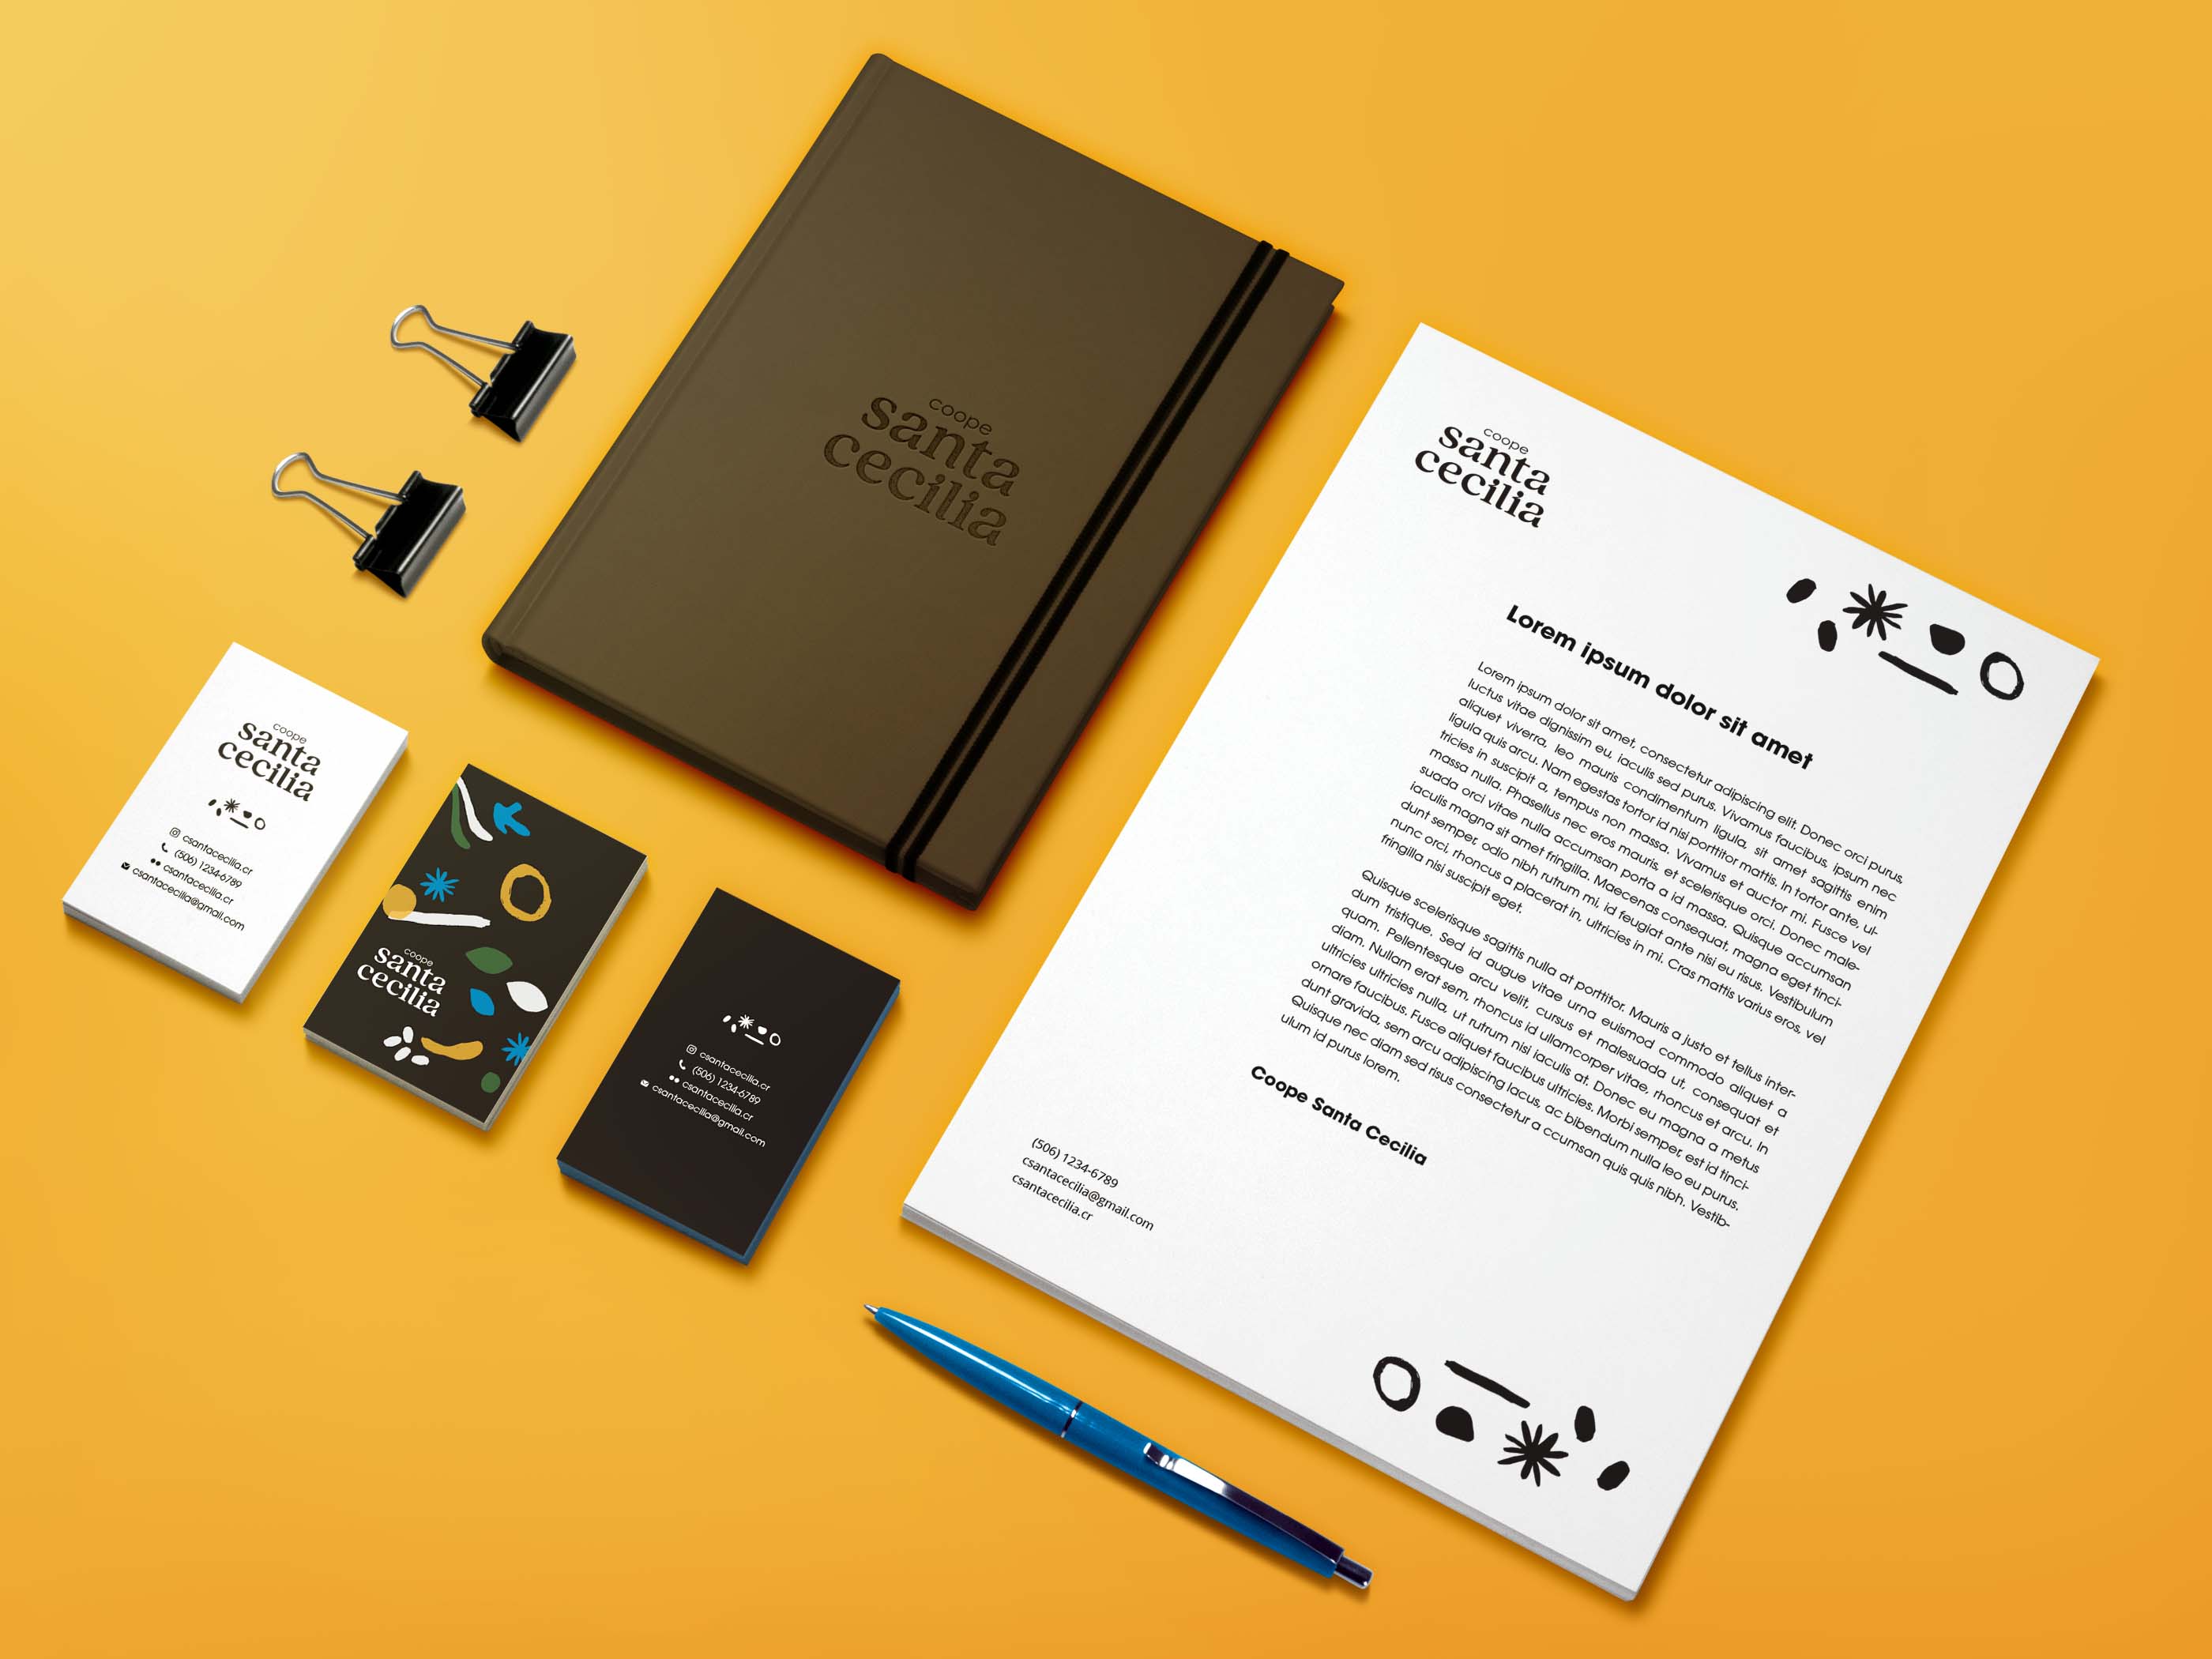 coope
santa
cecilia
coope
santa
cecilia
Lorem ipsum dolor sit amet
Lorem ipsum dolor sit amet, consectetur adipiscing elit. Donec orci purus,
luctus vitae dignissim eu, iaculis sed purus. Vivamus faucibus, ipsum nec
aliquet viverra, leo mauris condimentum ligula, sit amet sagittis enim
ligula quis arcu. Nam egestas tortor id nisi porttitor mattis. In tortor ante, ul-
tricies in suscipit a, tempus non massa. Vivamus et auctor mi. Fusce vel
massa nulla. Phasellus nec eros mauris, et scelerisque orci. Donec male-
suada orci vitae nulla accumsan porta a id massa. Quisque accumsan
iaculis magna sit amet fringilla. Maecenas consequat, magna eget tinci-
dunt semper, odio nibh rutrum mi, id feugiat ante nisi eu risus. Vestibulum
nunc orci, rhoncus a placerat in, ultricies in mi. Cras mattis varius eros, vel
fringilla nisi suscipit eget.
Quisque scelerisque sagittis nulla at porttitor. Mauris a justo et tellus inter-
dum tristique. Sed id augue vitae urna euismod commodo aliquet a
quam. Pellentesque arcu velit, cursus et malesuada ut, consequat et
diam. Nullam erat sem, rhoncus id ullamcorper vitae, rhoncus et arcu. In
ultricies ultricies nulla, ut rutrum nisi iaculis at. Donec eu magna a metus
ornare faucibus. Fusce aliquet faucibus ultricies. Morbi semper, est id tinci-
dunt gravida, sem arcu adipiscing lacus, ac bibendum nulla leo eu purus.
Quisque nec diam sed risus consectetur a ccumsan quis quis nibh. Vestib-
ulum id purus lorem.
Coope Santa Cecilia
(506) 1234-6789
csantacecilia@gmail.com
csantacecilia.cr
coope
santa
cecilia
csantacecilia.cr
(506) 1234-6789
csantacecilia.cr
csantacecilia@gmail.com
coope
santa
cecilia
csantacecilia.cr
(506) 1234-6789
csantacecilia.cr
csantacecilia@gmail.com